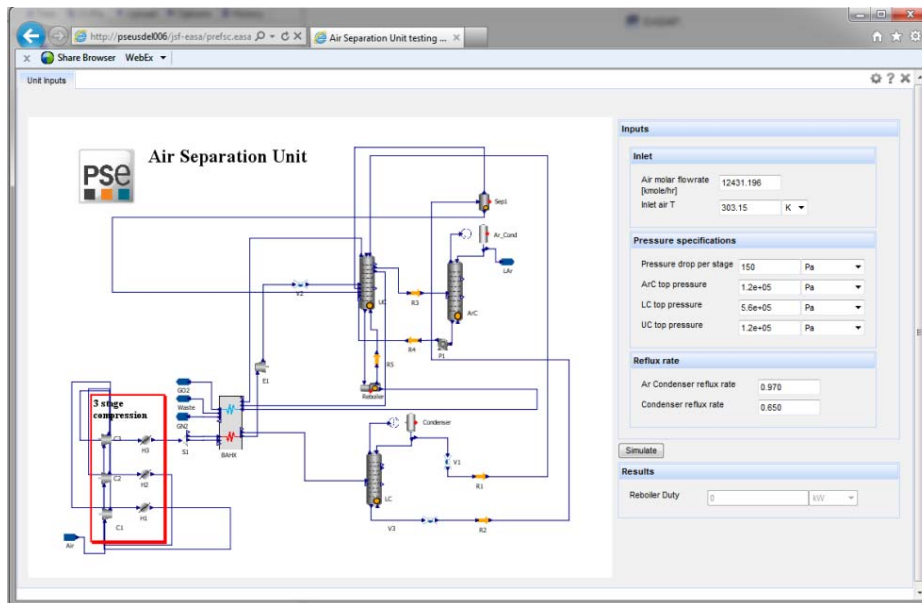 http://pseusdel006/jsf-easa/prefsc.easa
Air Separation Unit testing ...
x Share Browser WebEx
Unit Inputs
PSe
Air Separation Unit
Sep1
Ar_Cond
LAr
V2
UC
R3
ArC
R4
P1
R5
E1
Reboiler
GO2
Waste
GN2
S1
BAHX
3 stage
compression
C3
H3
C2
H2
H1
C1
Air
Condenser
V1
R1
LC
V3
R2
Inputs
Inlet
Air molar flowrate
[kmole/hr]
12431.196
Inlet air T
303.15
K
Pressure specifications
Pressure drop per stage
150
Pa
ArC top pressure
1.2e+05
Pa
LC top pressure
5.6e+05
Pa
UC top pressure
1.2e+05
Pa
Reflux rate
Ar Condenser reflux rate
0.970
Condenser reflux rate
0.650
Simulate
Results
Reboiler Duty
0
kW